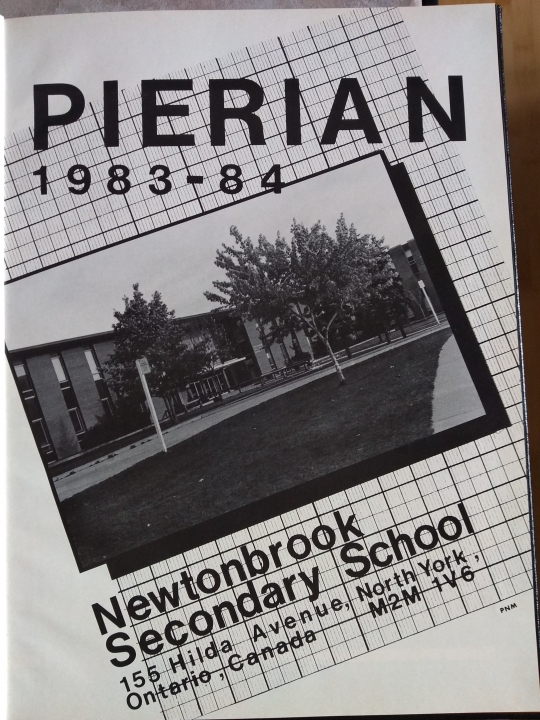 PIERIAN
1983-84
Newtonbrook
Secondary School
155 Hilda Avenue, North York,
Ontario, Canada M2M 1V6
PNM